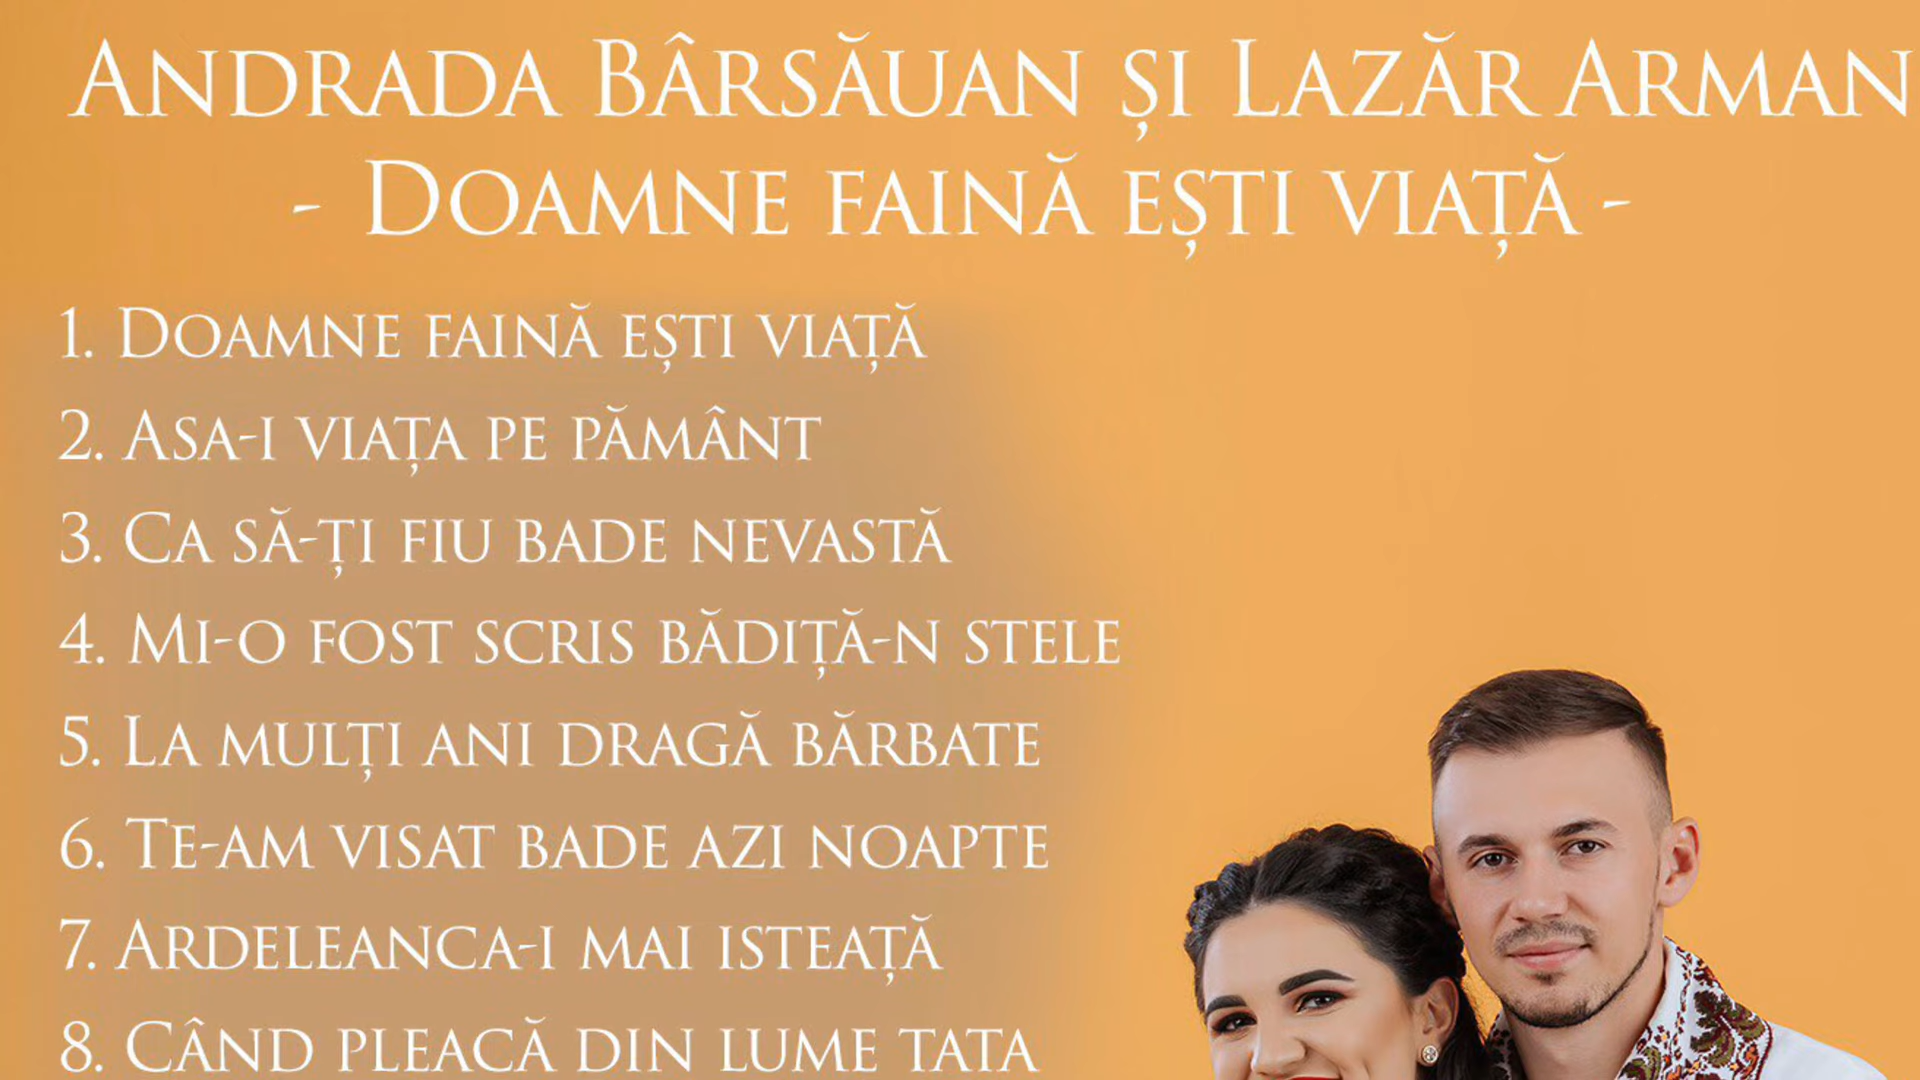 Andrada Bârsăuan și Lazăr Arman
- Doamne faină ești viață -
1. Doamne faină ești viață
2. Asa-i viața pe pământ
3. Ca să-ți fiu bade nevastă
4. Mi-o fost scris bădiță-n stele
5. La mulți ani dragă bărbate
6. Te-am visat bade azi noapte
7. Ardeleanca-i mai isteață
8. Când pleacă din lume tata